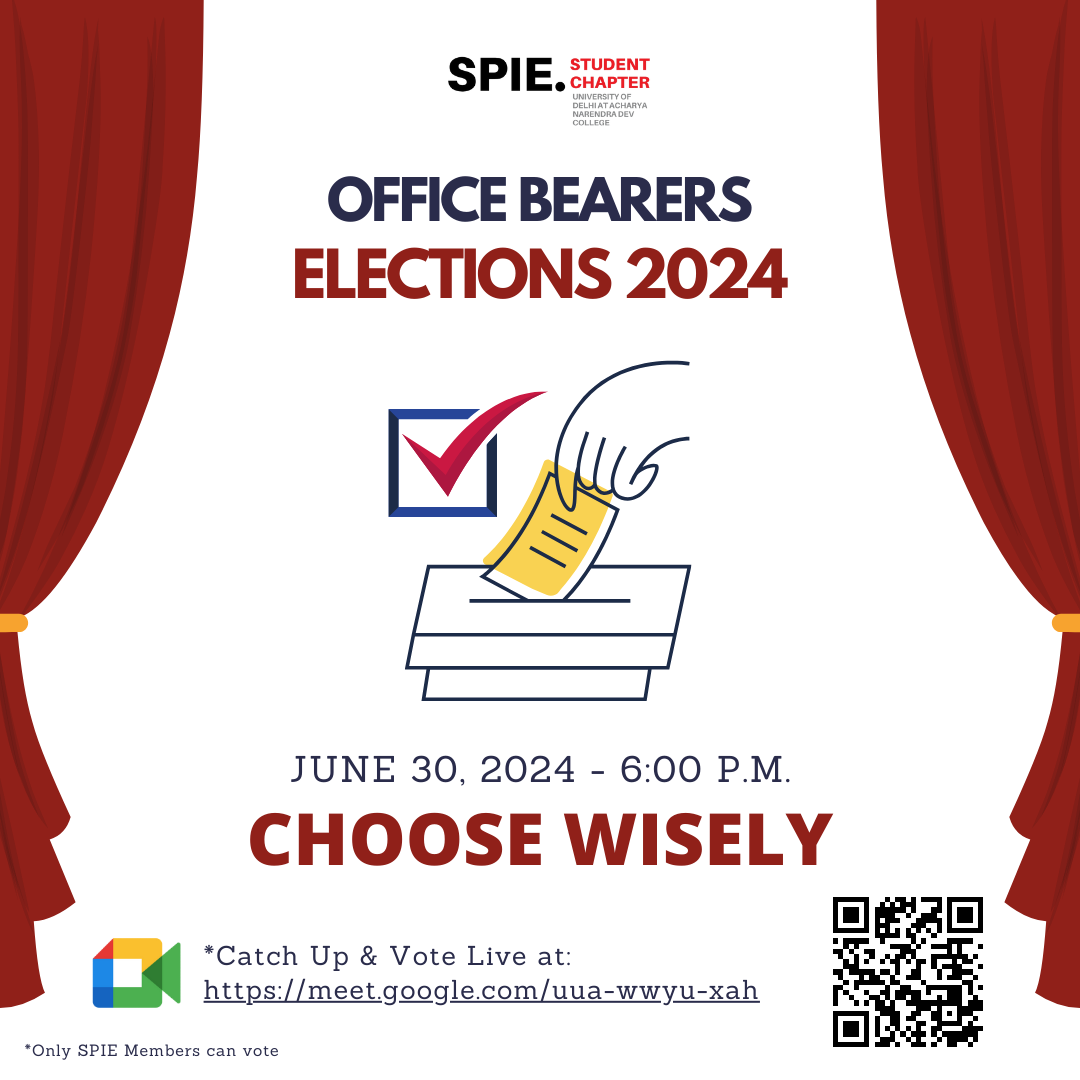 SPIE. STUDENT
CHAPTER
UNIVERSITY OF
DELHI AT ACHARYA
NARENDRA DEV
COLLEGE
OFFICE BEARERS
ELECTIONS 2024
JUNE 30, 2024 - 6:00 P.M.
CHOOSE WISELY
*Catch Up & Vote Live at:
https://meet.google.com/uua-wwyu-xah
*Only SPIE Members can vote